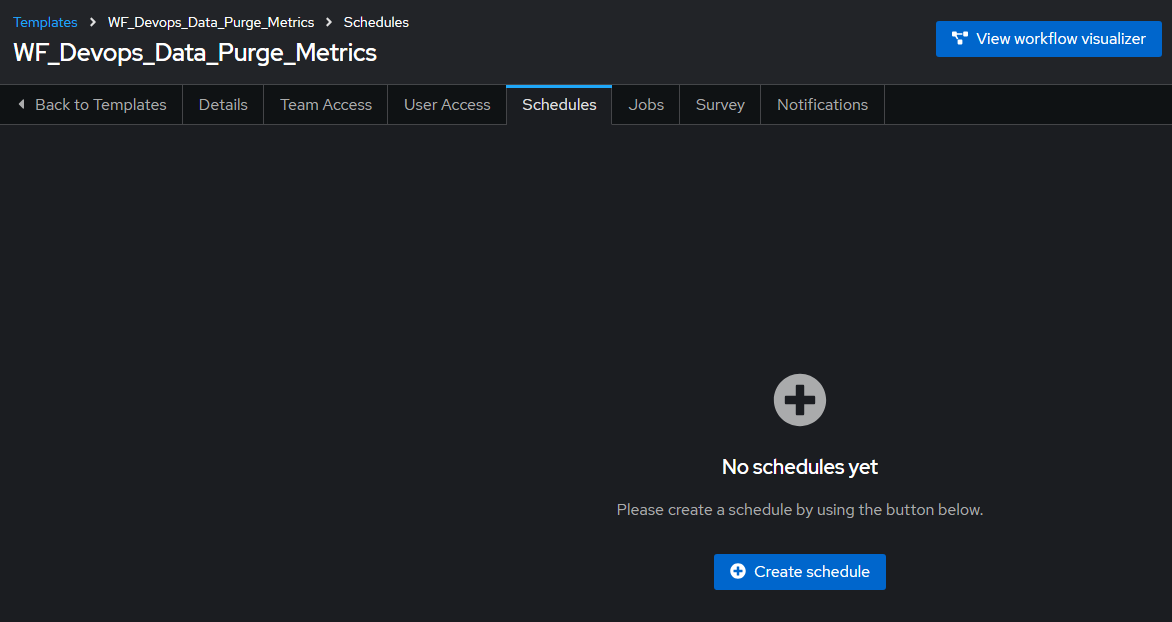 Templates > WF_Devops_Data_Purge_Metrics > Schedules
WF_Devops_Data_Purge_Metrics
View workflow visualizer
Back to Templates Details Team Access User Access Schedules Jobs Survey Notifications
No schedules yet
Please create a schedule by using the button below.
Create schedule